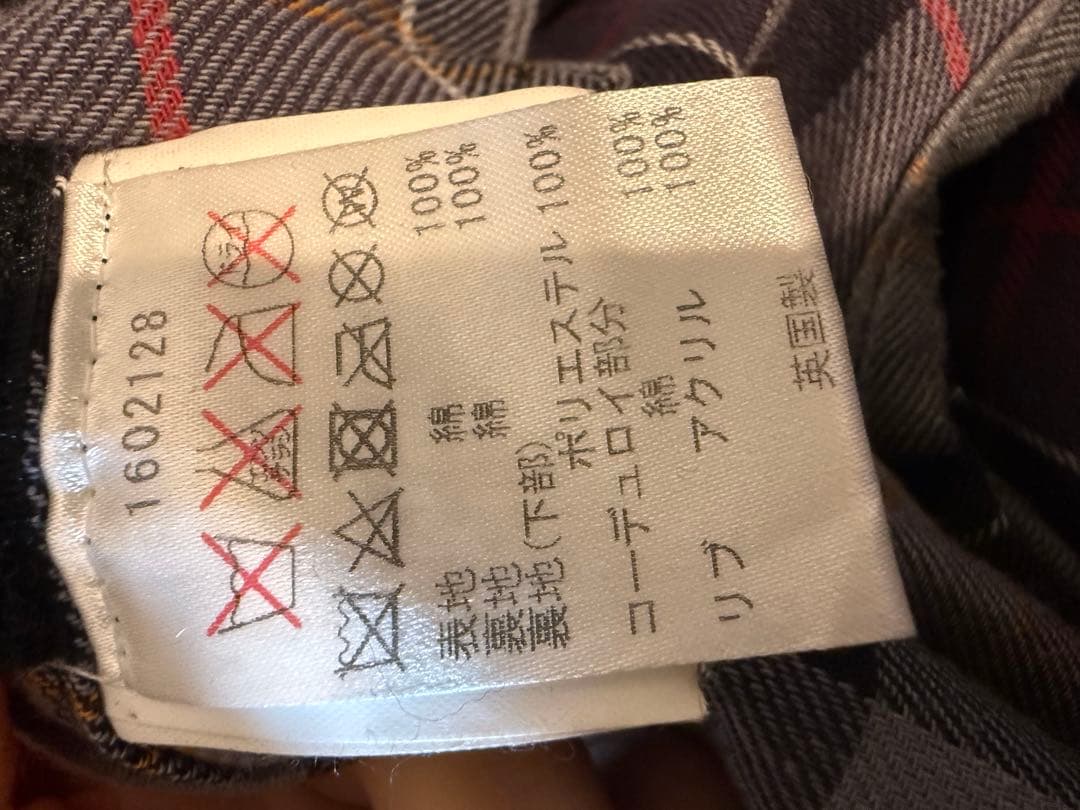 1602128
表地 綿 100%
裏地 綿 100%
裏地(下部)
ポリエステル 100%
コーデュロイ部分
綿 100%
リブ アクリル 100%
英国製